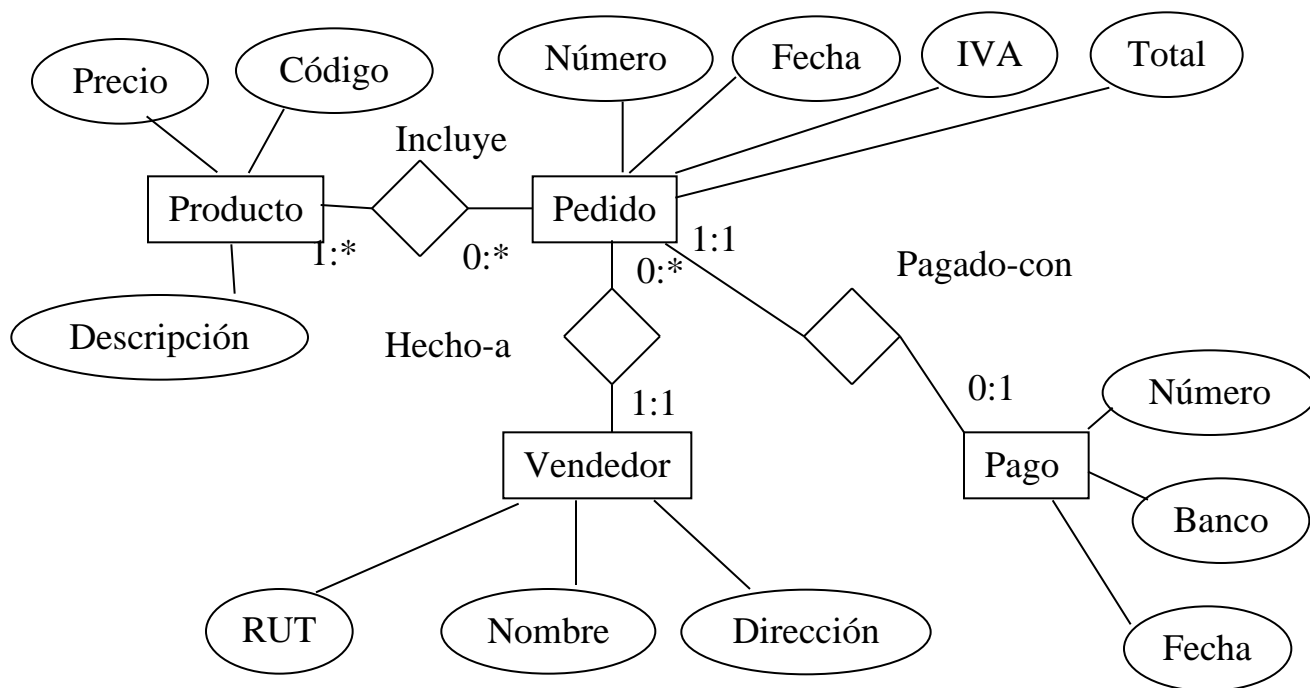 Precio
Código
Número
Fecha
IVA
Total
Incluye
Producto
Pedido
1:*
0:*
0:*
1:1
Pagado-con
Descripción
Hecho-a
1:1
0:1
Número
Vendedor
Pago
Banco
RUT
Nombre
Dirección
Fecha